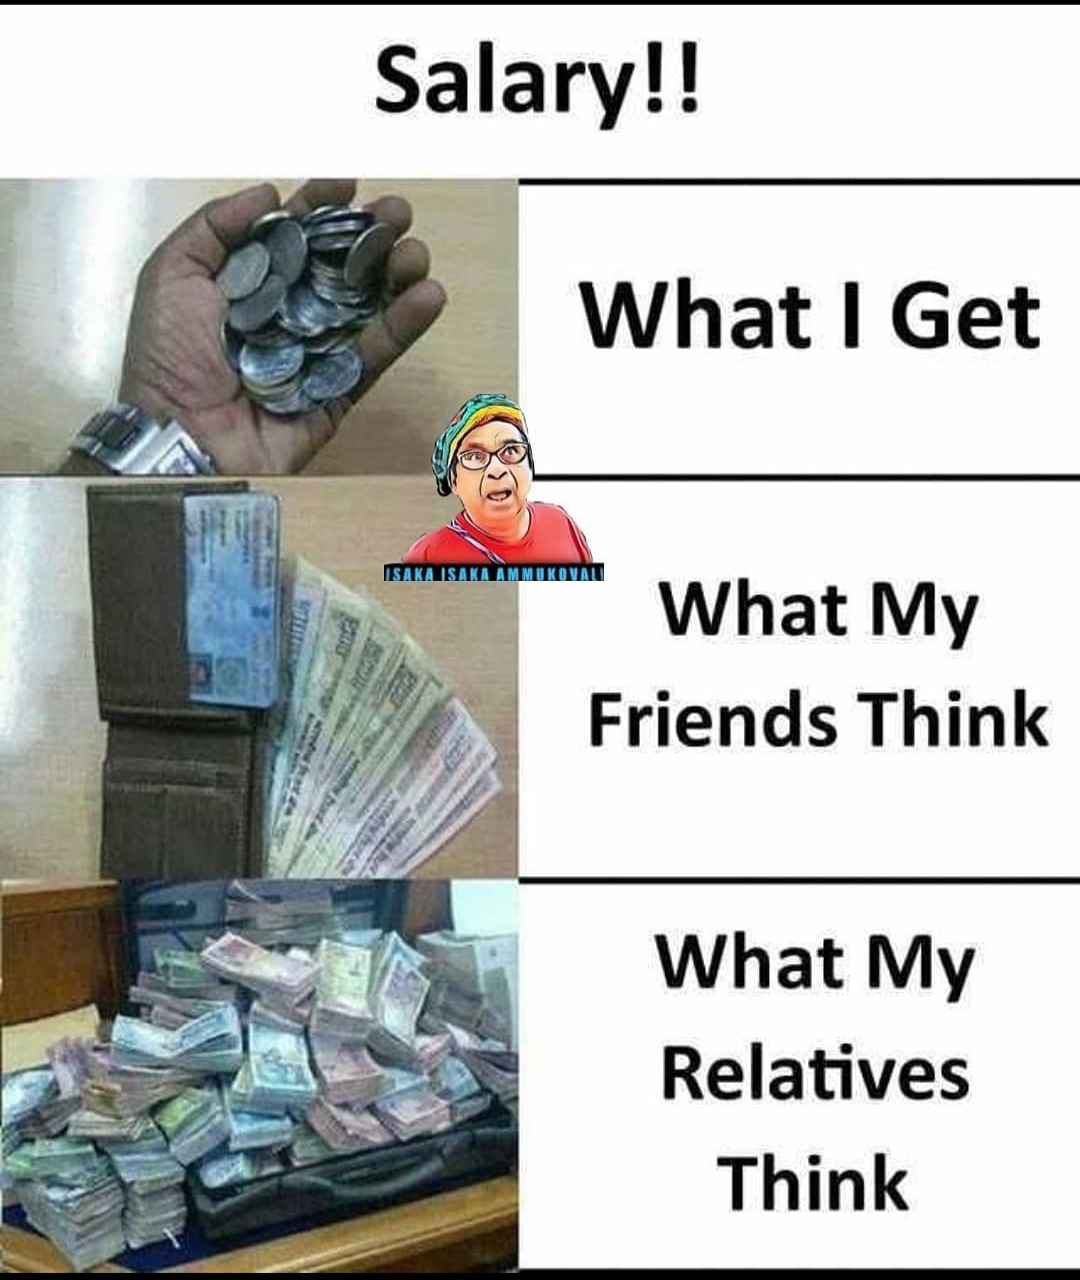 Salary!!
What I Get
ISAKA ISAKA AMMUKOVALI
What My
Friends Think
What My
Relatives
Think